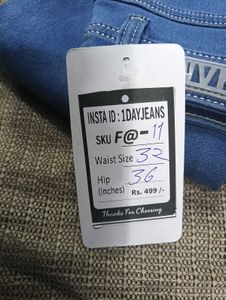 INSTA ID : 1DAYJEANS
SKU F@-11
Waist Size 32
Hip 36
(inches) Rs. 499 /-
Thanks For Choosing